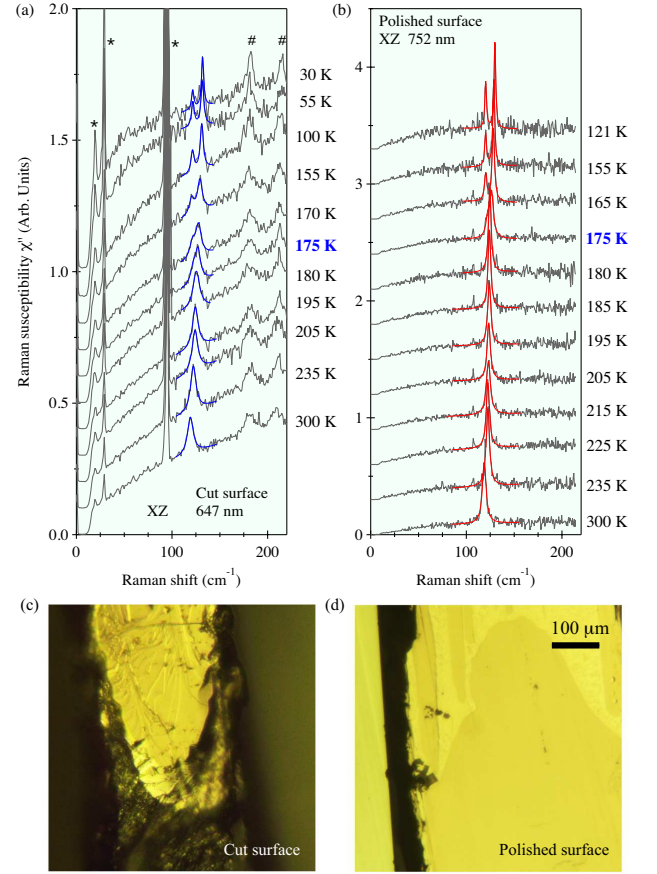 (a)
2.0
1.5
1.0
0.5
0.0
Raman susceptibility χ'' (Arb. Units)
*
*
*
#
#
30 K
55 K
100 K
155 K
170 K
175 K
180 K
195 K
205 K
235 K
300 K
XZ
Cut surface
647 nm
0
100
200
Raman shift (cm-1)
(b)
Polished surface
XZ 752 nm
4
3
2
1
0
121 K
155 K
165 K
175 K
180 K
185 K
195 K
205 K
215 K
225 K
235 K
300 K
0
100
200
Raman shift (cm-1)
(c)
Cut surface
(d)
100 µm
Polished surface